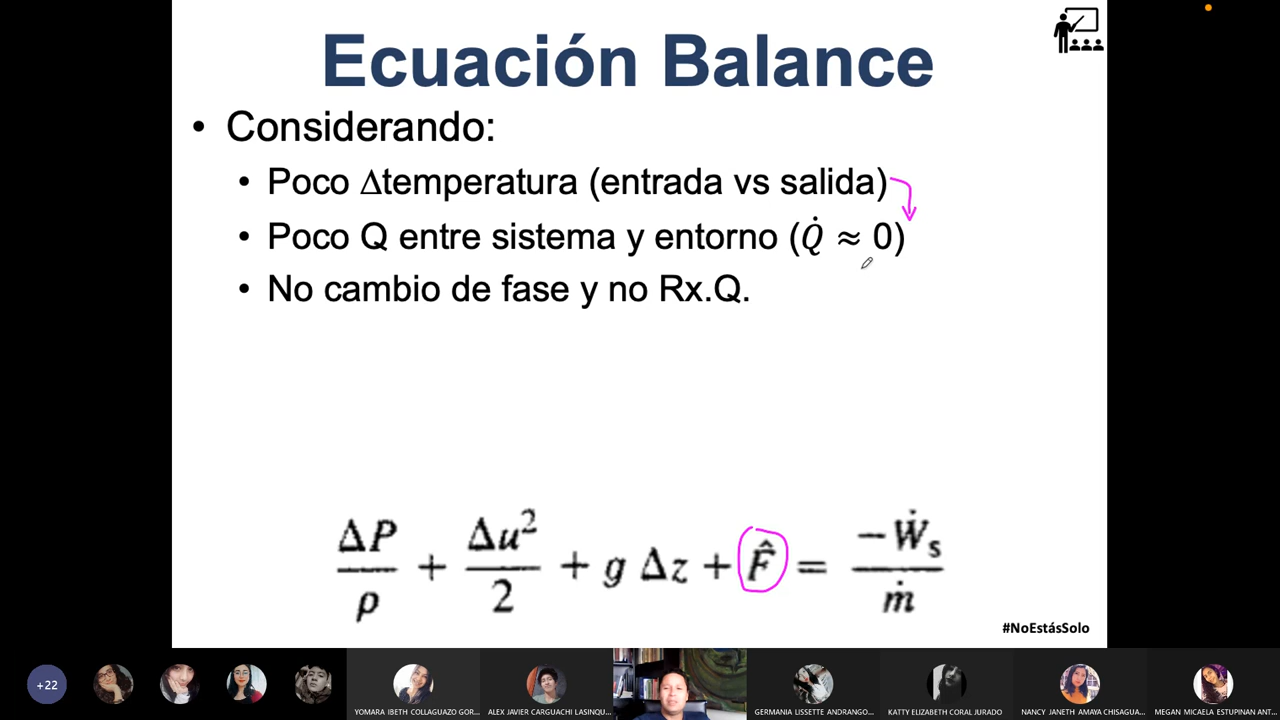 Ecuación Balance
• Considerando:
• Poco Δtemperatura (entrada vs salida)
• Poco Q entre sistema y entorno (Q̇ ≈ 0)
• No cambio de fase y no Rx.Q.
ΔP/ρ + Δu²/2 + g Δz + F̂ = −Ẇₛ/ṁ
#NoEstásSolo
+22
YOMARA IBETH COLLAGUAZO GOR...
ALEX JAVIER CARGUACHI LASINQU...
GERMANIA LISSETTE ANDRANGO...
KATTY ELIZABETH CORAL JURADO
NANCY JANETH AMAYA CHISAGUA...
MEGAN MICAELA ESTUPINAN ANT...